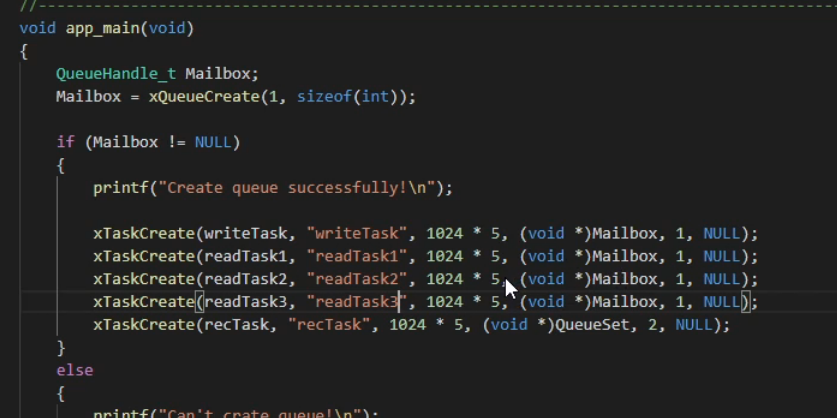 //--------------------------------------------------------------------------------------
void app_main(void)
{
    QueueHandle_t Mailbox;
    Mailbox = xQueueCreate(1, sizeof(int));

    if (Mailbox != NULL)
    {
        printf("Create queue successfully!\n");

        xTaskCreate(writeTask, "writeTask", 1024 * 5, (void *)Mailbox, 1, NULL);
        xTaskCreate(readTask1, "readTask1", 1024 * 5, (void *)Mailbox, 1, NULL);
        xTaskCreate(readTask2, "readTask2", 1024 * 5, (void *)Mailbox, 1, NULL);
        xTaskCreate(readTask3, "readTask3", 1024 * 5, (void *)Mailbox, 1, NULL);
        xTaskCreate(recTask, "recTask", 1024 * 5, (void *)QueueSet, 2, NULL);
    }
    else
    {
        printf("Can't crate queue!\n");